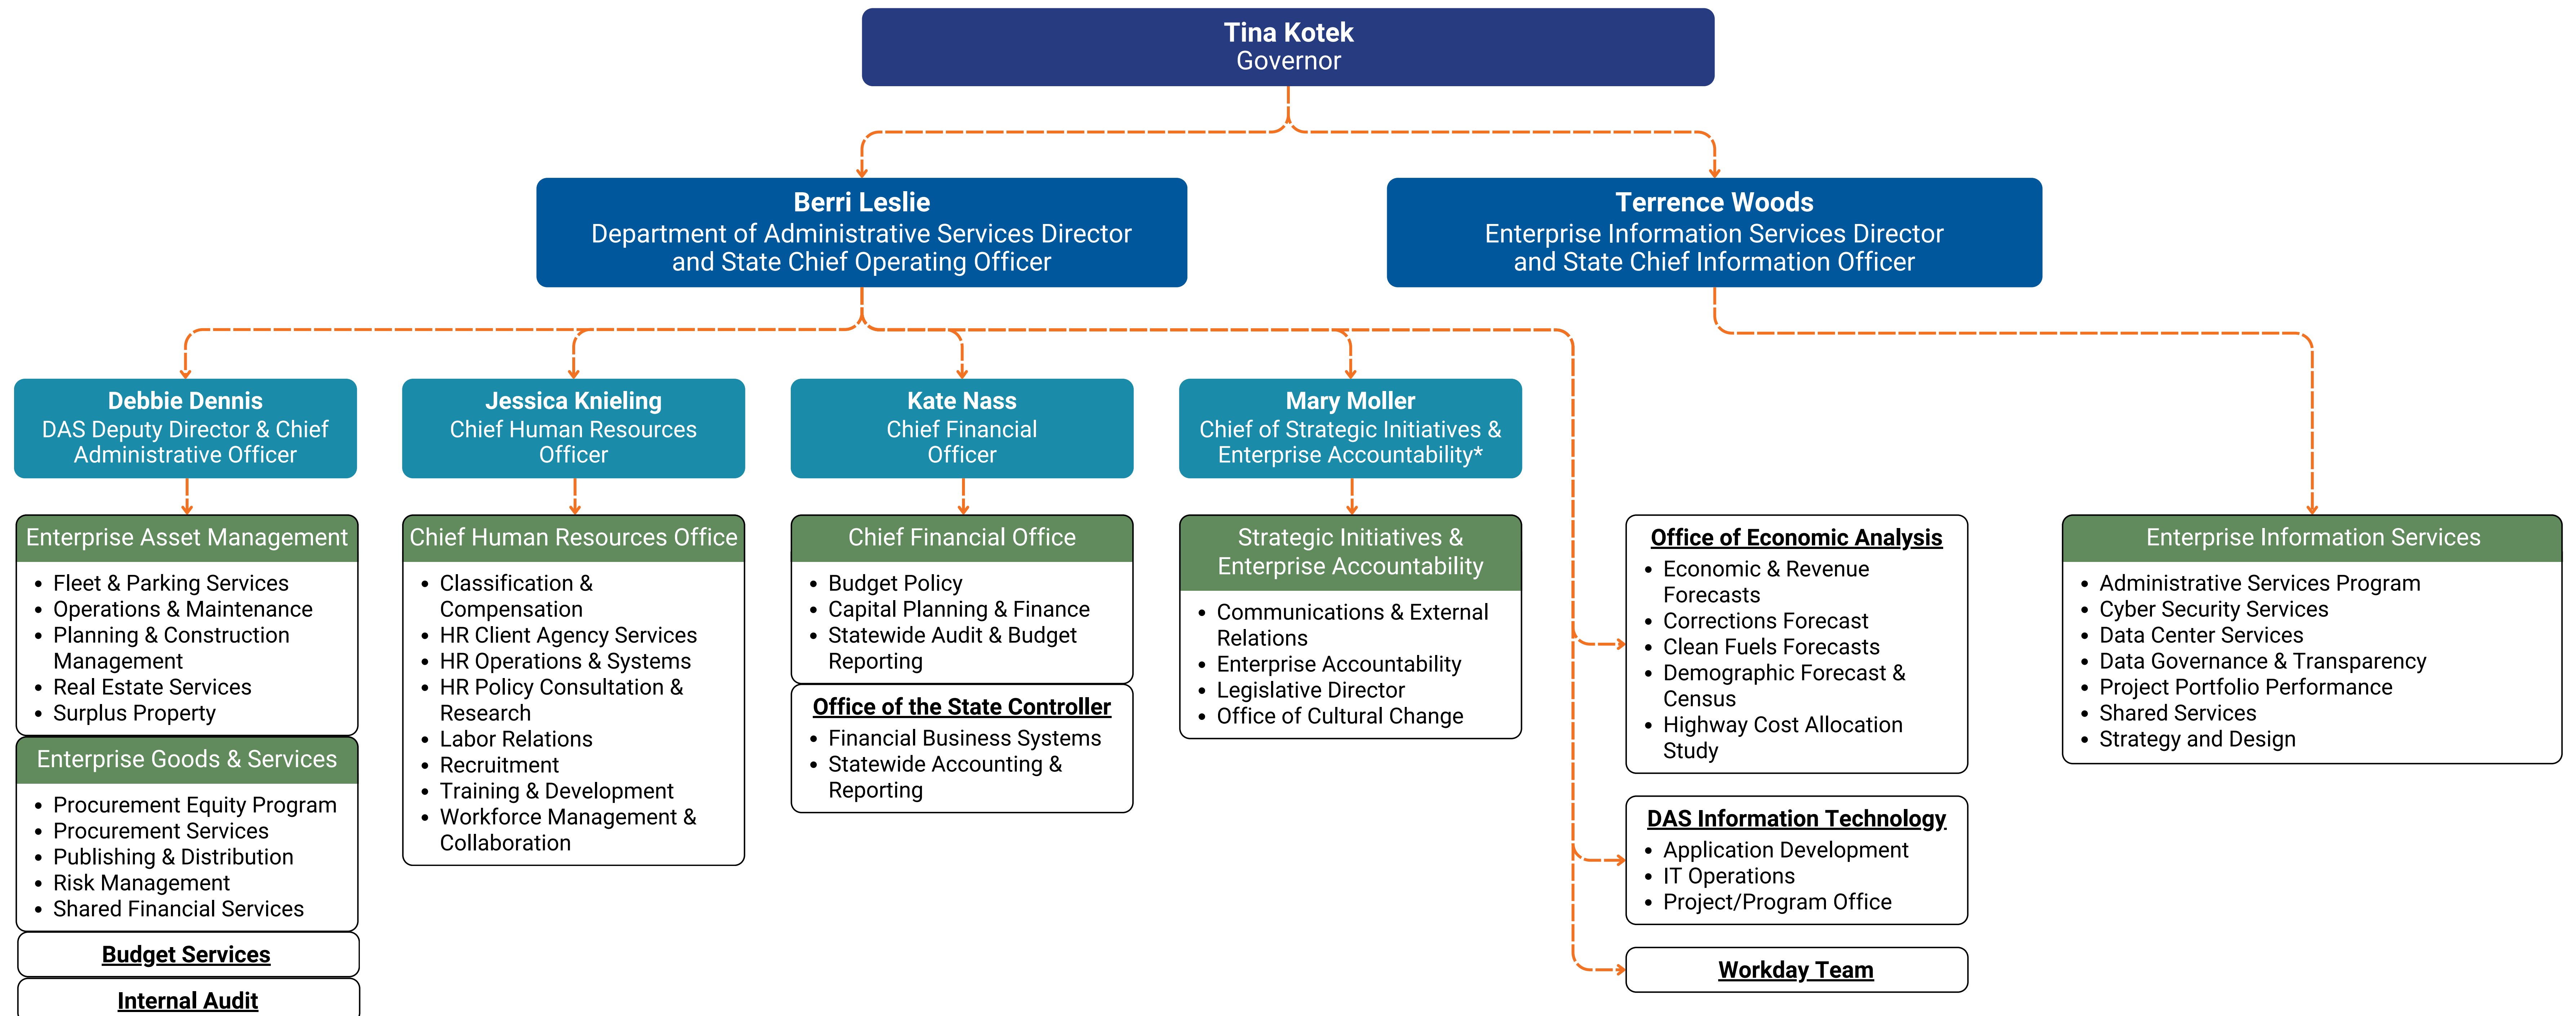 Tina Kotek
Governor
Berri Leslie
Department of Administrative Services Director
and State Chief Operating Officer
Terrence Woods
Enterprise Information Services Director
and State Chief Information Officer
Debbie Dennis
DAS Deputy Director & Chief
Administrative Officer
Jessica Knieling
Chief Human Resources
Officer
Kate Nass
Chief Financial
Officer
Mary Moller
Chief of Strategic Initiatives &
Enterprise Accountability*
Enterprise Asset Management
• Fleet & Parking Services
• Operations & Maintenance
• Planning & Construction
Management
• Real Estate Services
• Surplus Property
Enterprise Goods & Services
• Procurement Equity Program
• Procurement Services
• Publishing & Distribution
• Risk Management
• Shared Financial Services
Budget Services
Internal Audit
Chief Human Resources Office
• Classification &
Compensation
• HR Client Agency Services
• HR Operations & Systems
• HR Policy Consultation &
Research
• Labor Relations
• Recruitment
• Training & Development
• Workforce Management &
Collaboration
Chief Financial Office
• Budget Policy
• Capital Planning & Finance
• Statewide Audit & Budget
Reporting
Office of the State Controller
• Financial Business Systems
• Statewide Accounting &
Reporting
Strategic Initiatives &
Enterprise Accountability
• Communications & External
Relations
• Enterprise Accountability
• Legislative Director
• Office of Cultural Change
Office of Economic Analysis
• Economic & Revenue
Forecasts
• Corrections Forecast
• Clean Fuels Forecasts
• Demographic Forecast &
Census
• Highway Cost Allocation
Study
DAS Information Technology
• Application Development
• IT Operations
• Project/Program Office
Workday Team
Enterprise Information Services
• Administrative Services Program
• Cyber Security Services
• Data Center Services
• Data Governance & Transparency
• Project Portfolio Performance
• Shared Services
• Strategy and Design